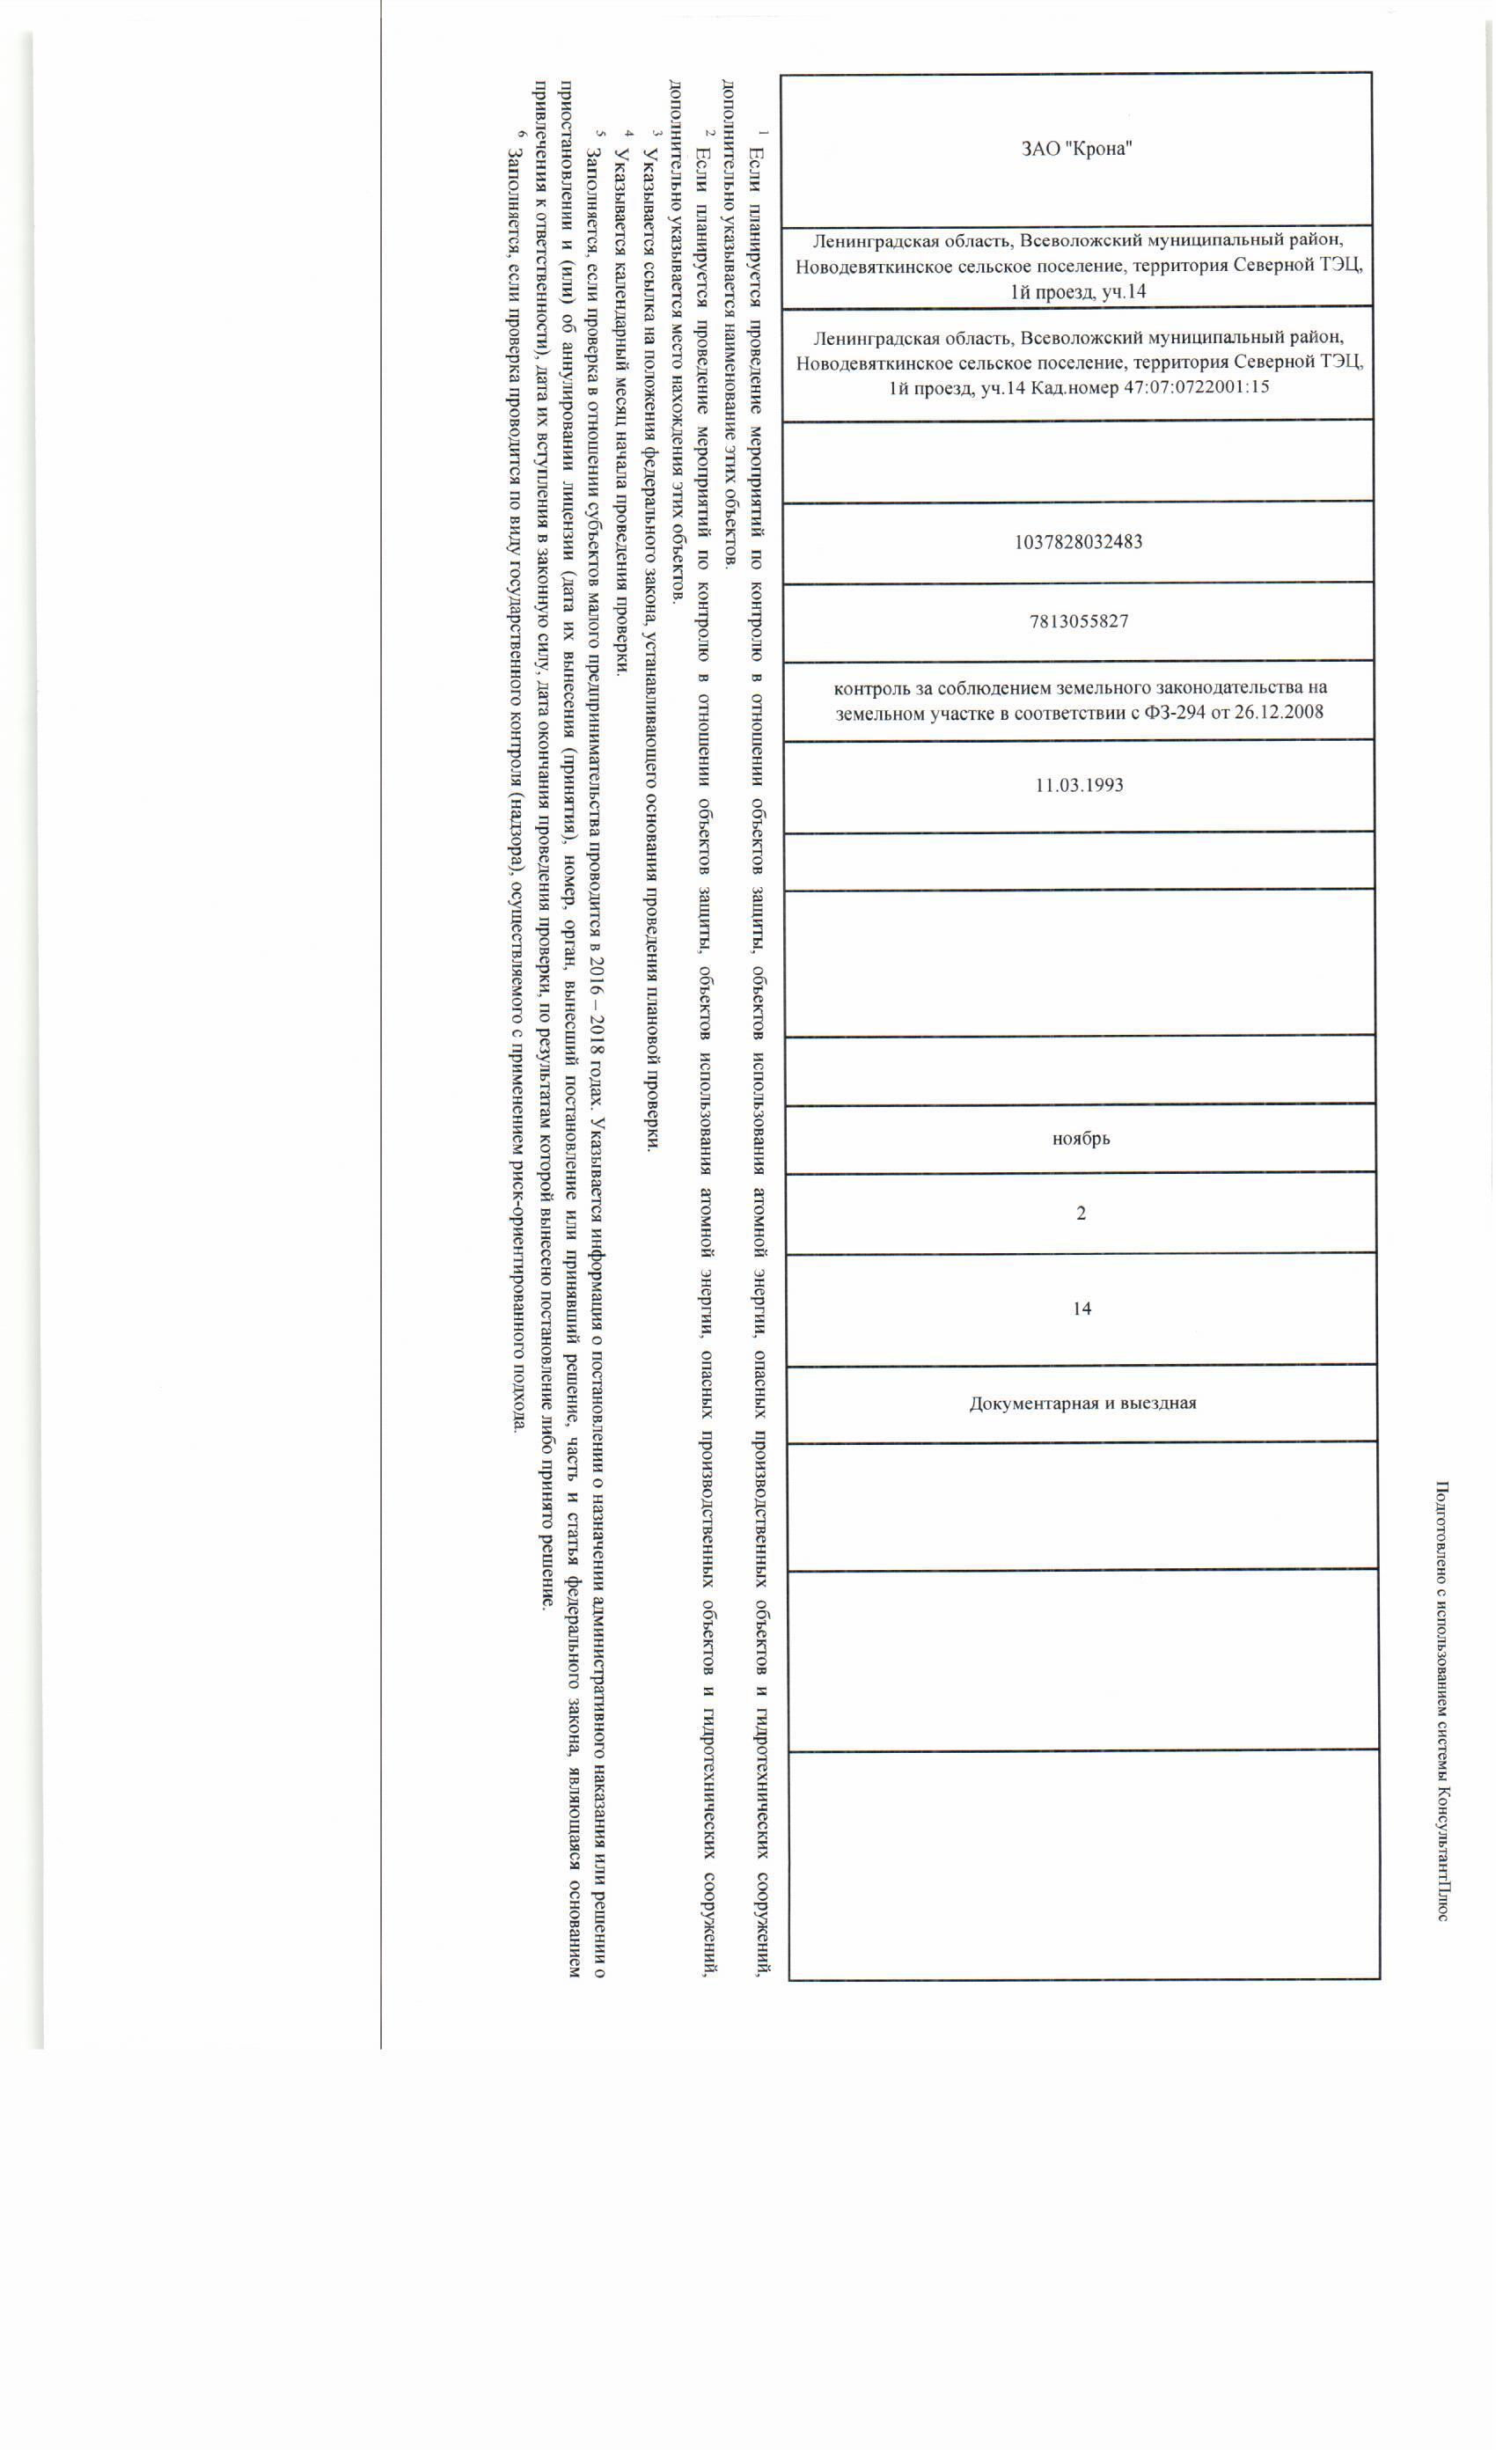 Подготовлено с использованием системы КонсультантПлюс
ЗАО "Крона"
Ленинградская область, Всеволожский муниципальный район,
Новодевяткинское сельское поселение, территория Северной ТЭЦ,
1й проезд, уч.14
Ленинградская область, Всеволожский муниципальный район,
Новодевяткинское сельское поселение, территория Северной ТЭЦ,
1й проезд, уч.14 Кад.номер 47:07:0722001:15
1037828032483
7813055827
контроль за соблюдением земельного законодательства на
земельном участке в соответствии с ФЗ-294 от 26.12.2008
11.03.1993
ноябрь
2
14
Документарная и выездная
1 Если планируется проведение мероприятий по контролю в отношении объектов защиты, объектов использования атомной энергии, опасных производственных объектов и гидротехнических сооружений,
дополнительно указывается наименование этих объектов.
2 Если планируется проведение мероприятий по контролю в отношении объектов защиты, объектов использования атомной энергии, опасных производственных объектов и гидротехнических сооружений,
дополнительно указывается место нахождения этих объектов.
3 Указывается ссылка на положения федерального закона, устанавливающего основания проведения плановой проверки.
4 Указывается календарный месяц начала проведения проверки.
5 Заполняется, если проверка в отношении субъектов малого предпринимательства проводится в 2016 – 2018 годах. Указывается информация о постановлении о назначении административного наказания или решении о
приостановлении и (или) об аннулировании лицензии (дата их вынесения (принятия), номер, орган, вынесший постановление или принявший решение, часть и статья федерального закона, являющаяся основанием
привлечения к ответственности), дата их вступления в законную силу, дата окончания проведения проверки, по результатам которой вынесено постановление либо принято решение.
6 Заполняется, если проверка проводится по виду государственного контроля (надзора), осуществляемого с применением риск-ориентированного подхода.